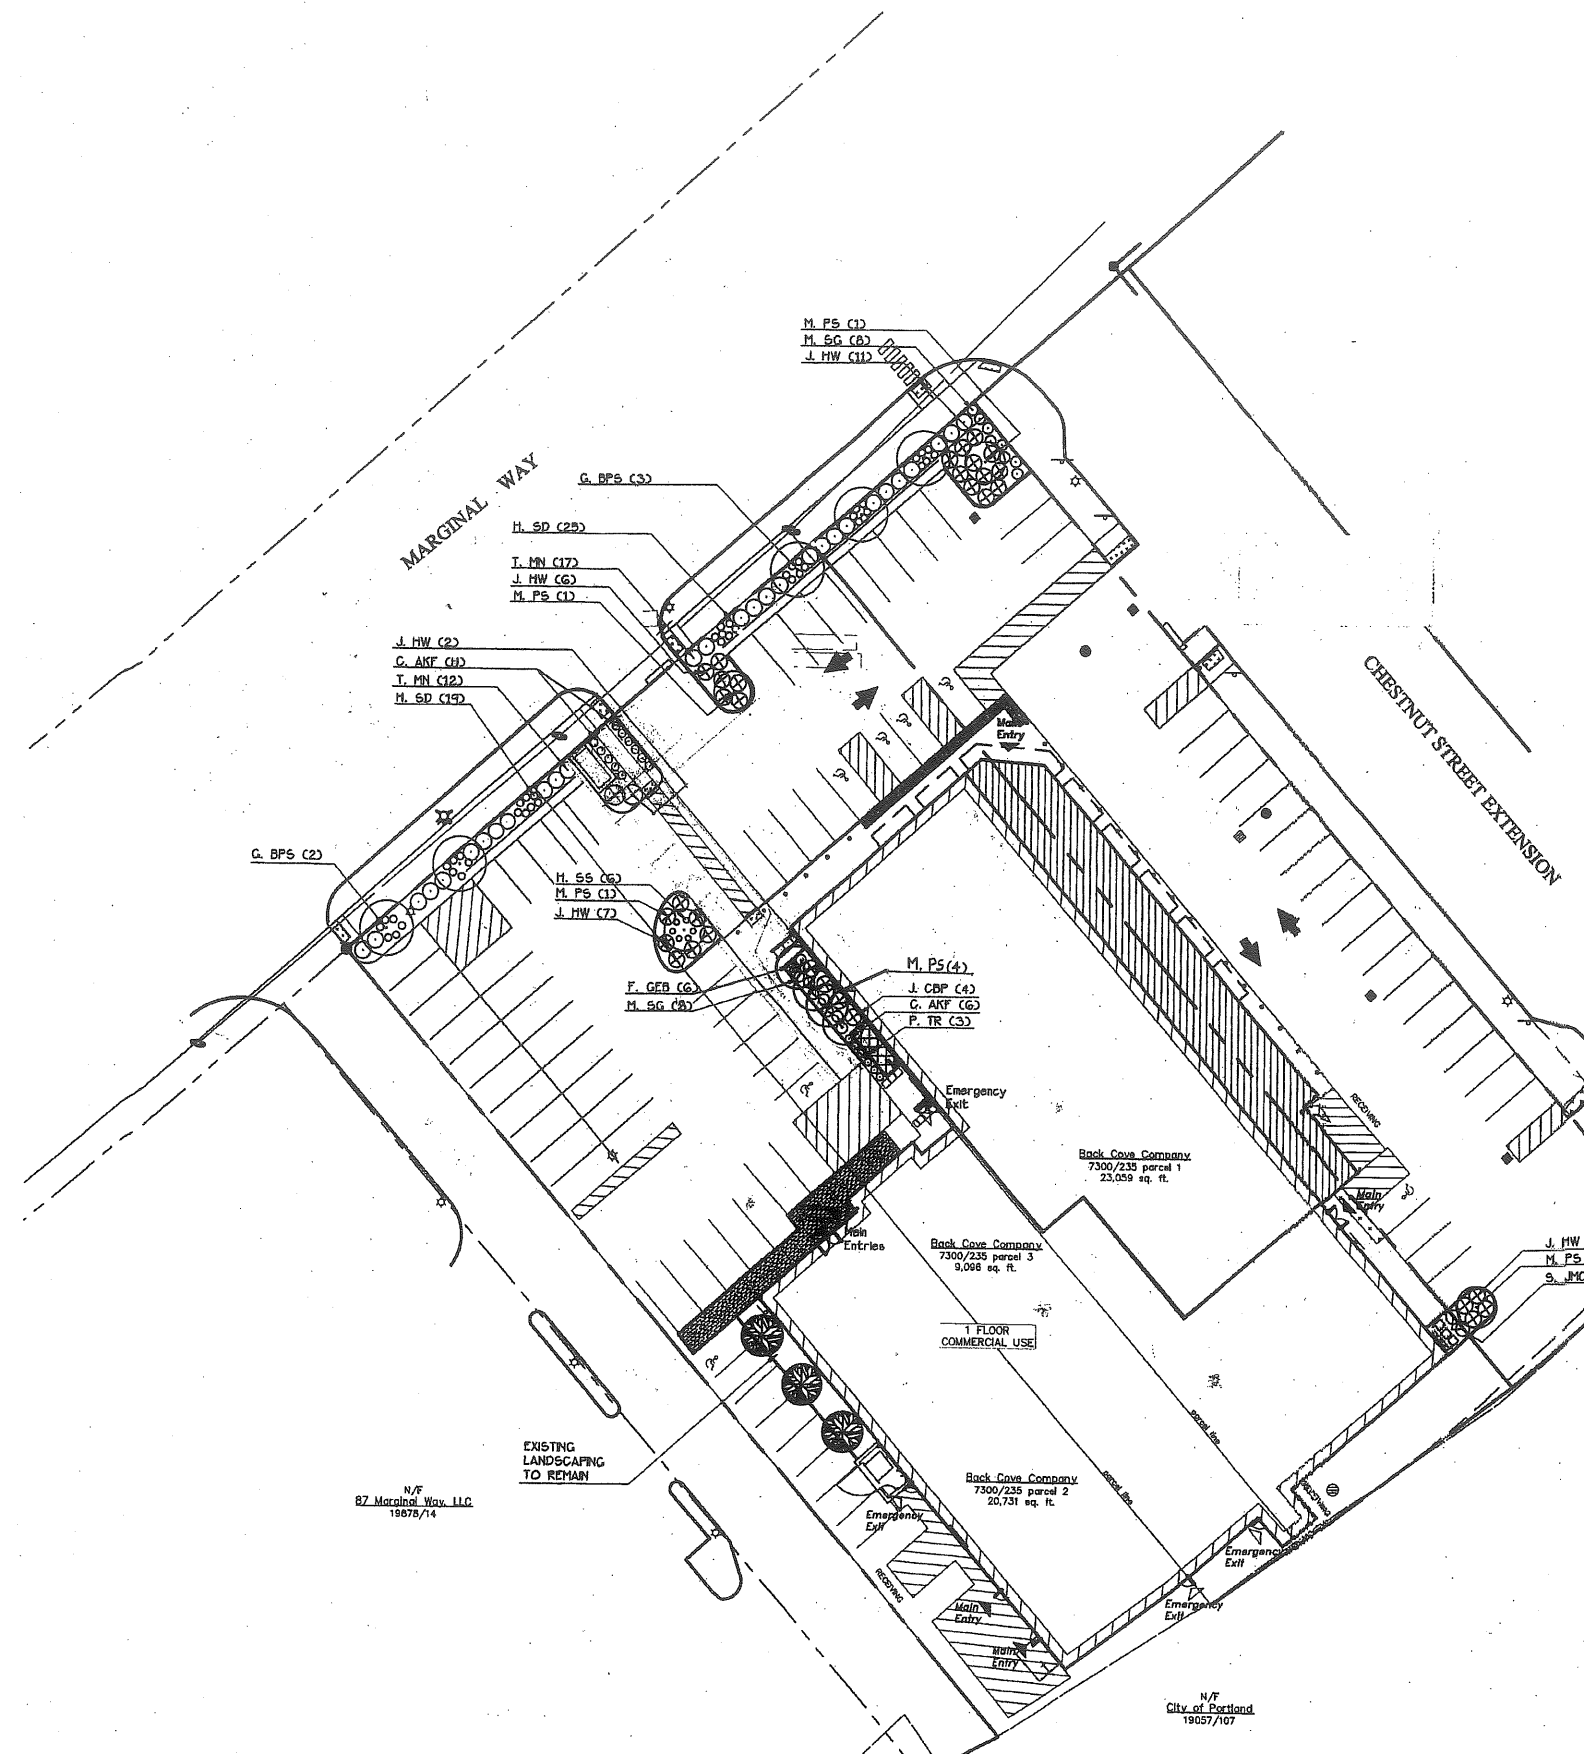 M. PS (1)
M. SG (8)
J. HW (11)
MARGINAL WAY
G. BPS (3)
H. SD (25)
T. MN (17)
J. HW (6)
M. PS (1)
J. HW (2)
C. AKF (11)
T. MN (12)
H. SD (19)
CHESTNUT STREET EXTENSION
Main
Entry
G. BPS (2)
H. SS (6)
M. PS (1)
J. HW (7)
F. GEB (6)
M. SG (8)
M. PS (4)
J. CBP (4)
C. AKF (6)
P. TR (3)
Emergency
Exit
RECEIVING
Back Cove Company
7300/235 parcel 1
23,059 sq. ft.
Main
Entry
Main
Entries
Back Cove Company
7300/235 parcel 3
9,096 sq. ft.
J. HW
M. PS
S. JMC
1 FLOOR
COMMERCIAL USE
parcel line
EXISTING
LANDSCAPING
TO REMAIN
N/F
87 Marginal Way, LLC
19878/14
Back Cove Company
7300/235 parcel 2
20,731 sq. ft.
parcel line
RECEIVING
Emergency
Exit
Emergency
Exit
RECEIVING
Emergency
Exit
Main
Entry
Main
Entry
N/F
City of Portland
19057/107